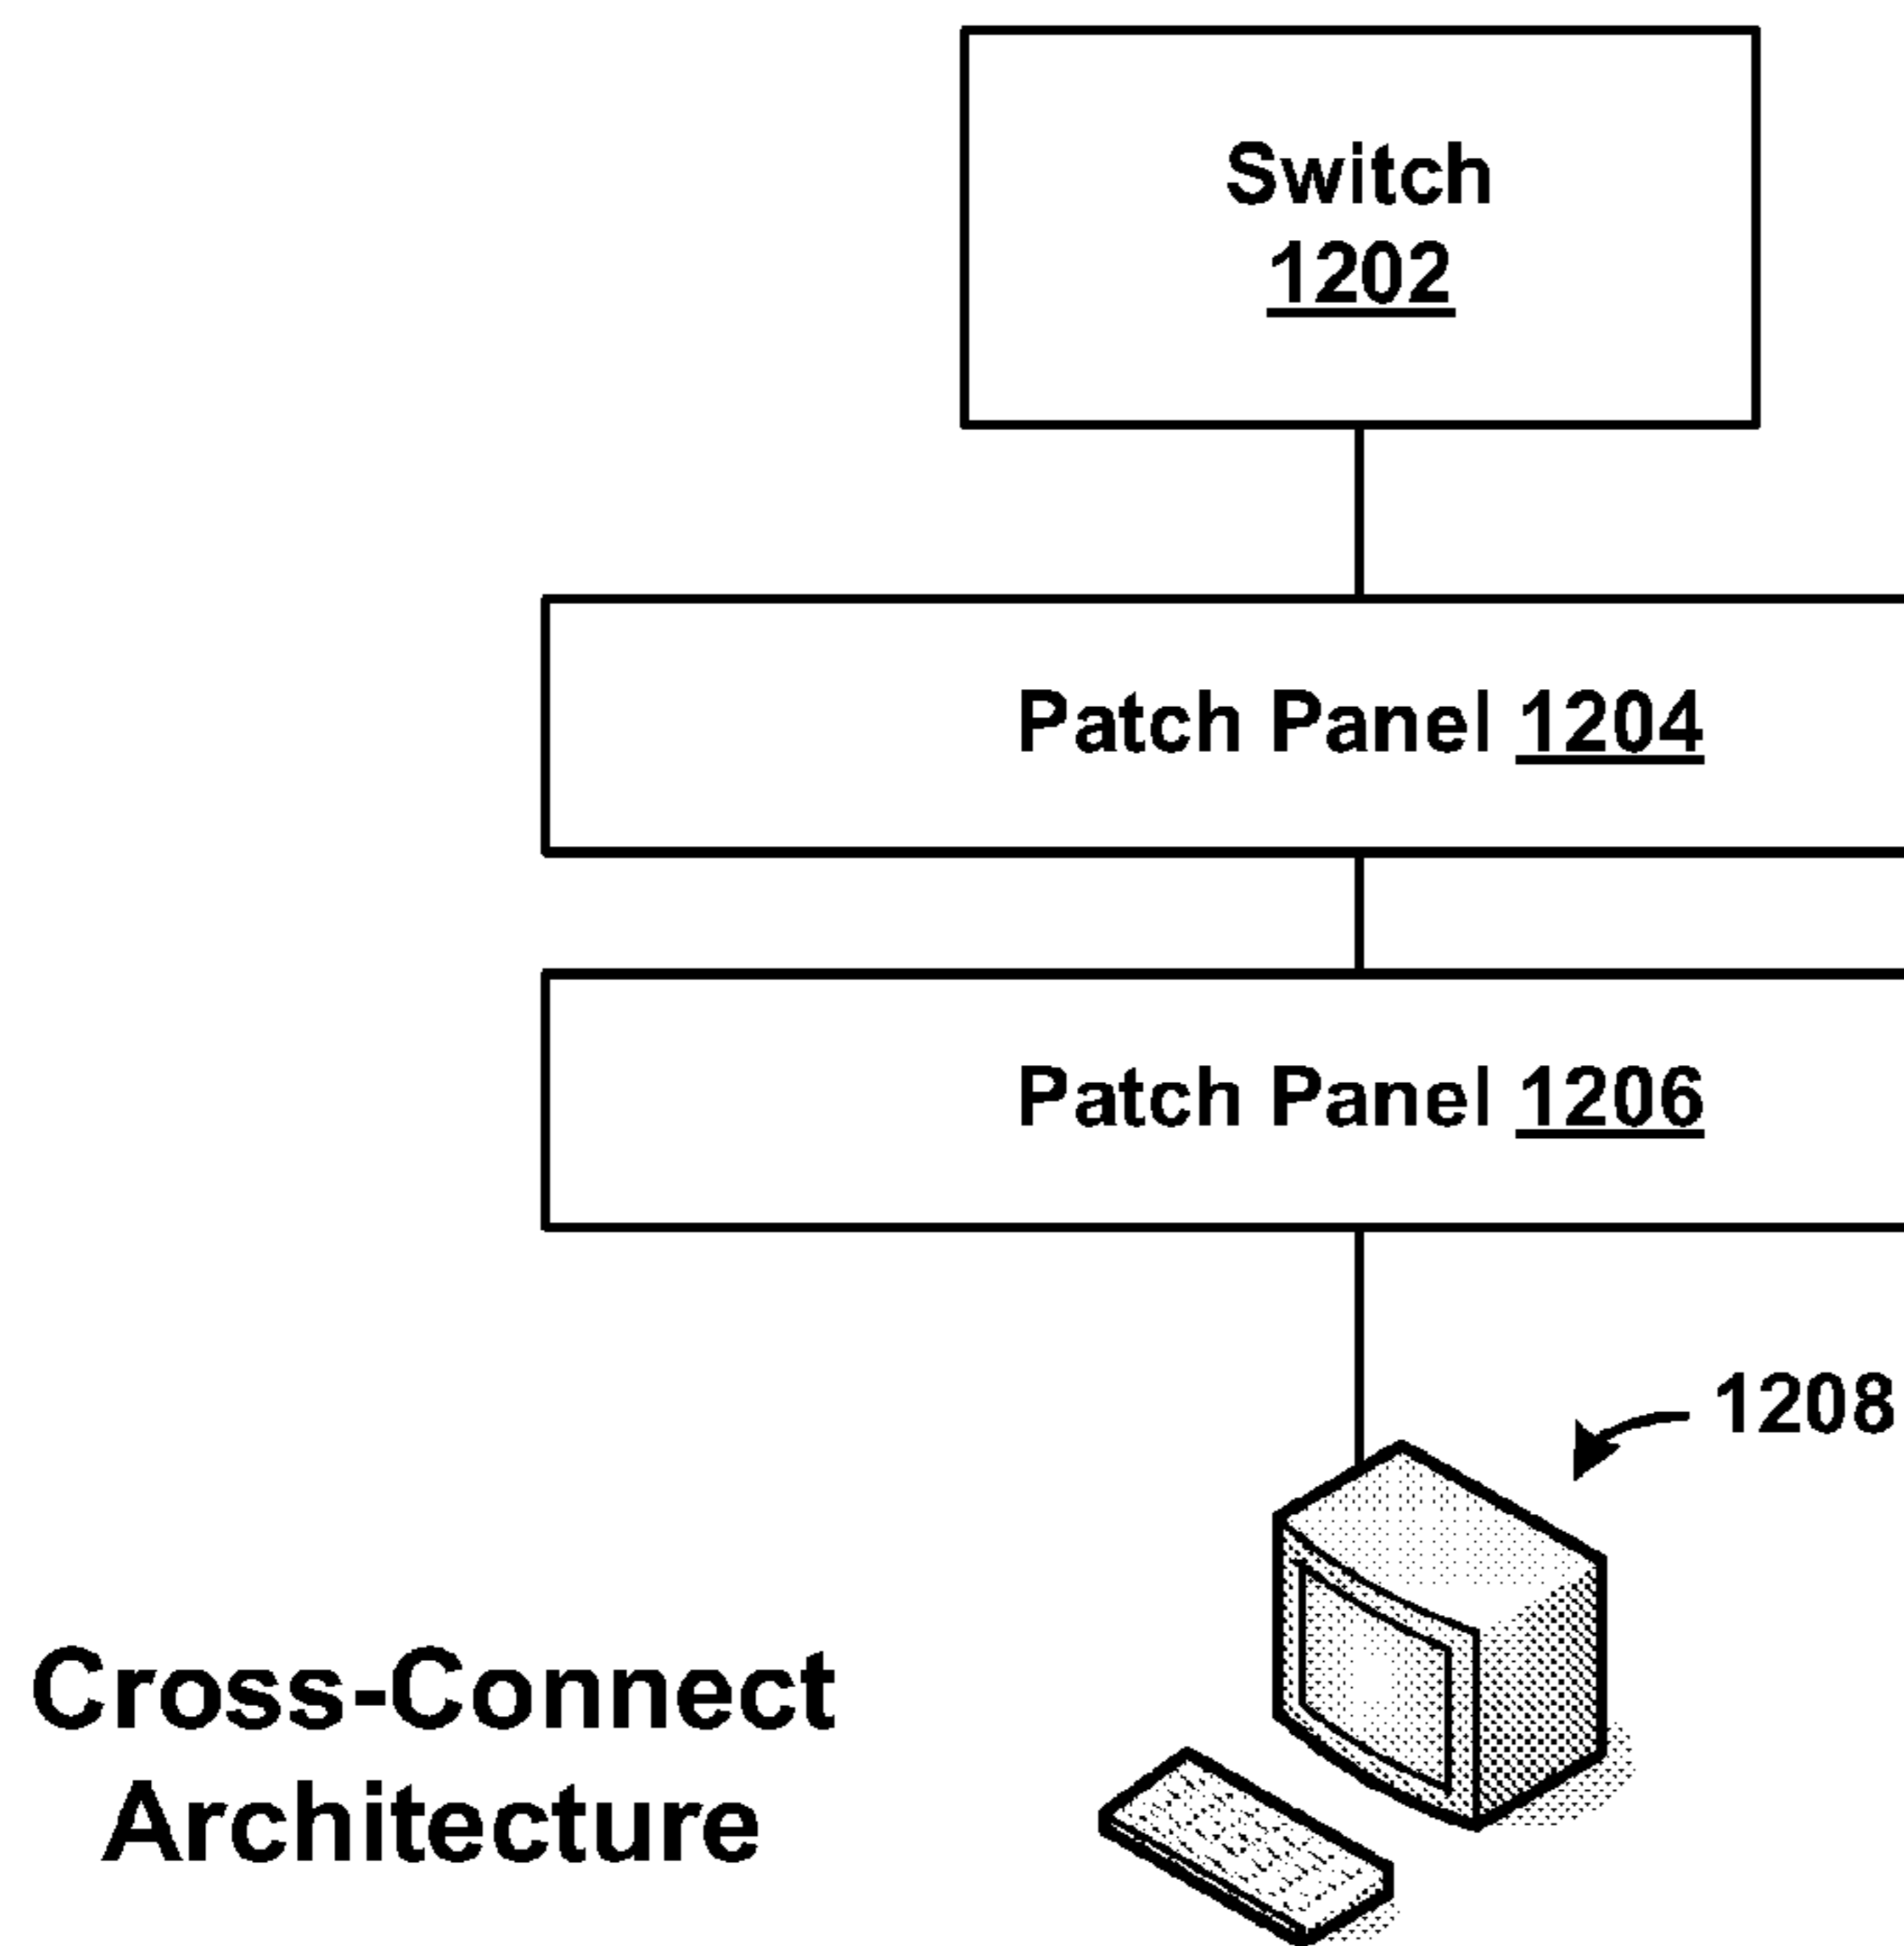 Switch
1202
Patch Panel 1204
Patch Panel 1206
1208
Cross-Connect
Architecture